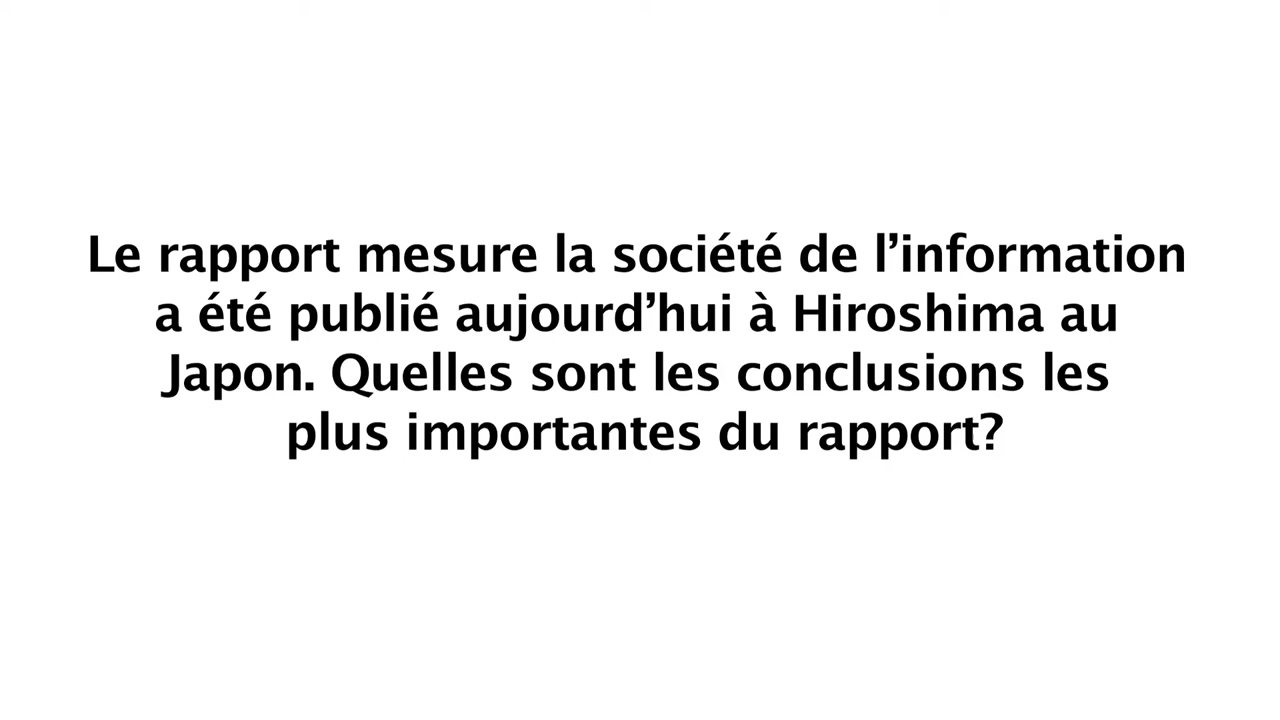 Le rapport mesure la société de l’information
a été publié aujourd’hui à Hiroshima au
Japon. Quelles sont les conclusions les
plus importantes du rapport?